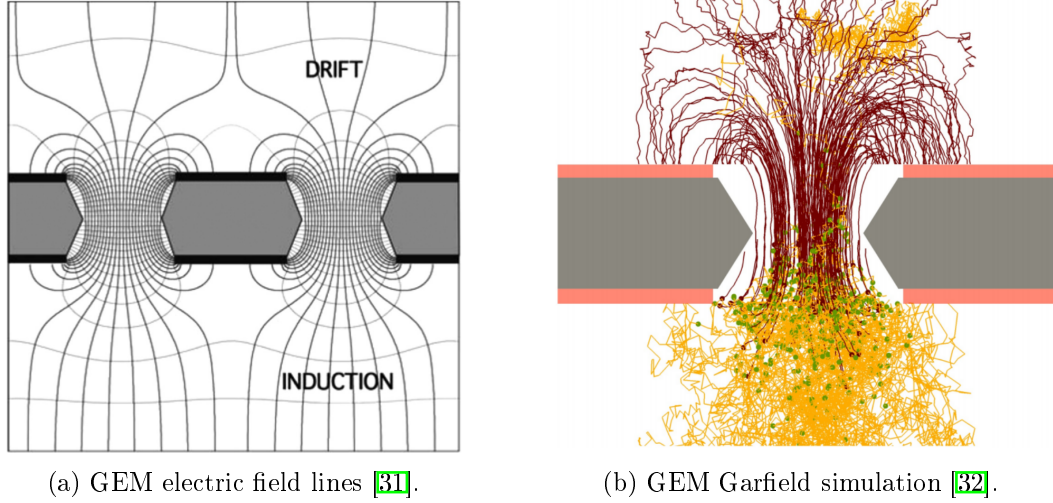 DRIFT
INDUCTION
(a) GEM electric field lines [31].
(b) GEM Garfield simulation [32].